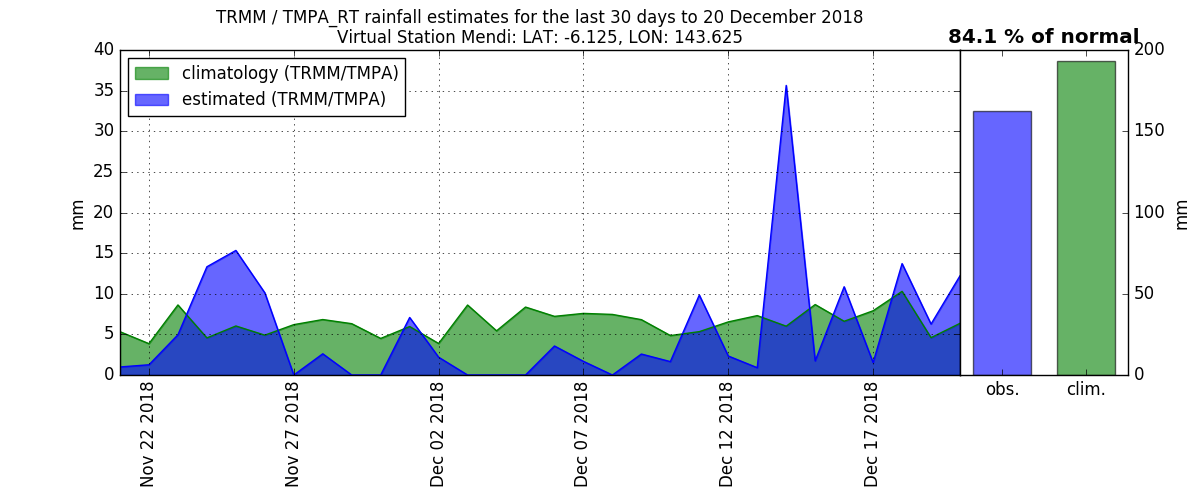 TRMM / TMPA_RT rainfall estimates for the last 30 days to 20 December 2018
Virtual Station Mendi: LAT: -6.125, LON: 143.625
84.1 % of normal
climatology (TRMM/TMPA)
estimated (TRMM/TMPA)
mm
40
35
30
25
20
15
10
5
0
Nov 22 2018
Nov 27 2018
Dec 02 2018
Dec 07 2018
Dec 12 2018
Dec 17 2018
obs.
clim.
200
150
100
50
0
mm